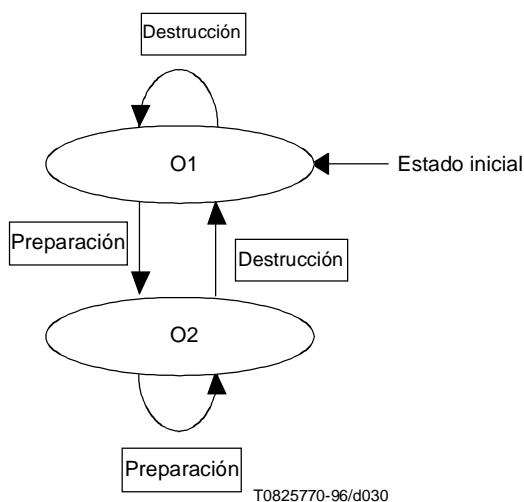 Destrucción
O1
Estado inicial
Preparación
Destrucción
O2
Preparación
T0825770-96/d030